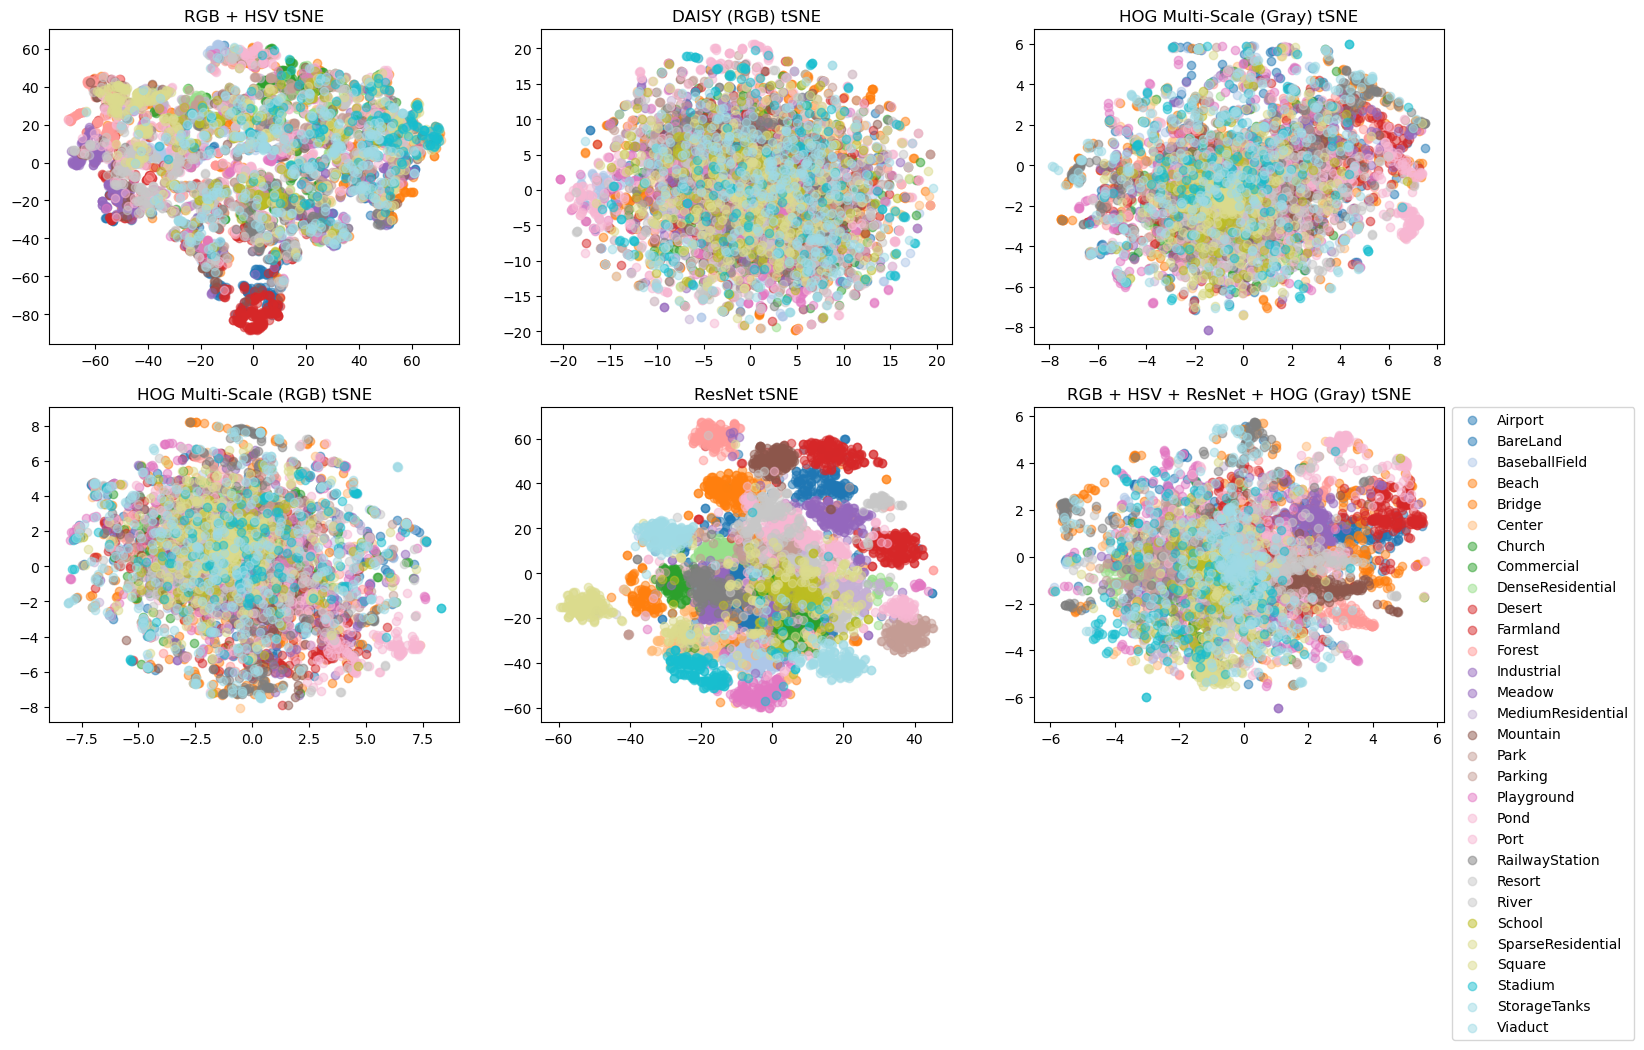 RGB + HSV tSNE
60
40
20
0
−20
−40
−60
−80
−60 −40 −20 0 20 40 60
DAISY (RGB) tSNE
20
15
10
5
0
−5
−10
−15
−20
−20 −15 −10 −5 0 5 10 15 20
HOG Multi-Scale (Gray) tSNE
6
4
2
0
−2
−4
−6
−8
−8 −6 −4 −2 0 2 4 6 8
HOG Multi-Scale (RGB) tSNE
8
6
4
2
0
−2
−4
−6
−8
−7.5 −5.0 −2.5 0.0 2.5 5.0 7.5
ResNet tSNE
60
40
20
0
−20
−40
−60
−60 −40 −20 0 20 40
RGB + HSV + ResNet + HOG (Gray) tSNE
6
4
2
0
−2
−4
−6
−6 −4 −2 0 2 4 6
Airport
BareLand
BaseballField
Beach
Bridge
Center
Church
Commercial
DenseResidential
Desert
Farmland
Forest
Industrial
Meadow
MediumResidential
Mountain
Park
Parking
Playground
Pond
Port
RailwayStation
Resort
River
School
SparseResidential
Square
Stadium
StorageTanks
Viaduct